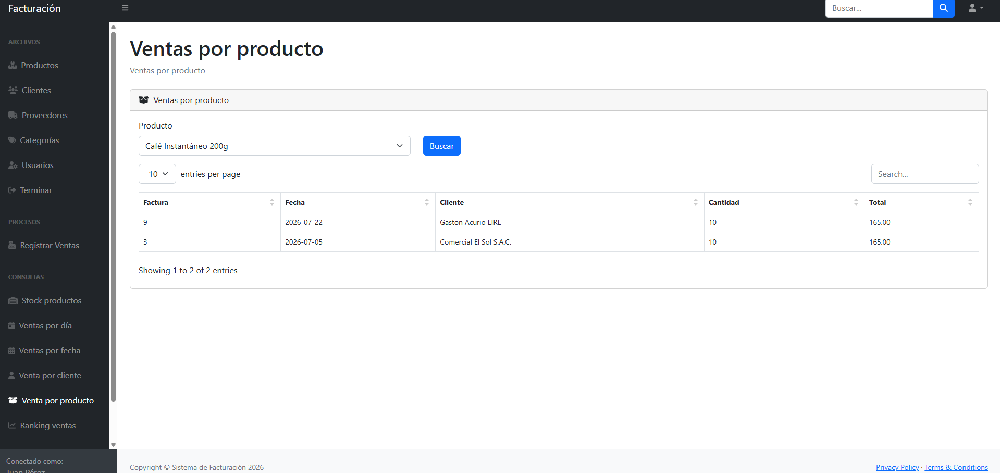 Facturación
Buscar...
ARCHIVOS
Productos
Clientes
Proveedores
Categorías
Usuarios
Terminar
PROCESOS
Registrar Ventas
CONSULTAS
Stock productos
Ventas por día
Ventas por fecha
Venta por cliente
Venta por producto
Ranking ventas
Conectado como:
Juan Pérez
Ventas por producto
Ventas por producto
Ventas por producto
Producto
Café Instantáneo 200g
Buscar
10 entries per page
Search...
Factura Fecha Cliente Cantidad Total
9 2026-07-22 Gaston Acurio EIRL 10 165.00
3 2026-07-05 Comercial El Sol S.A.C. 10 165.00
Showing 1 to 2 of 2 entries
Copyright © Sistema de Facturación 2026
Privacy Policy · Terms & Conditions